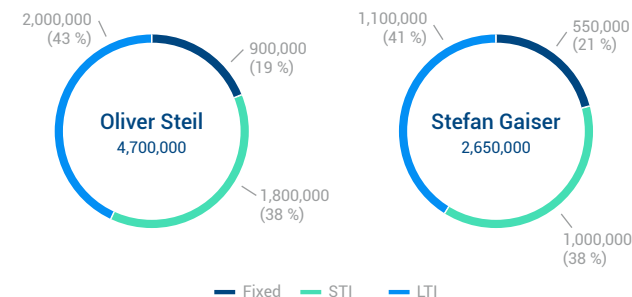 2,000,000
(43 %)
900,000
(19 %)
Oliver Steil
4,700,000
1,800,000
(38 %)
1,100,000
(41 %)
550,000
(21 %)
Stefan Gaiser
2,650,000
1,000,000
(38 %)
Fixed
STI
LTI